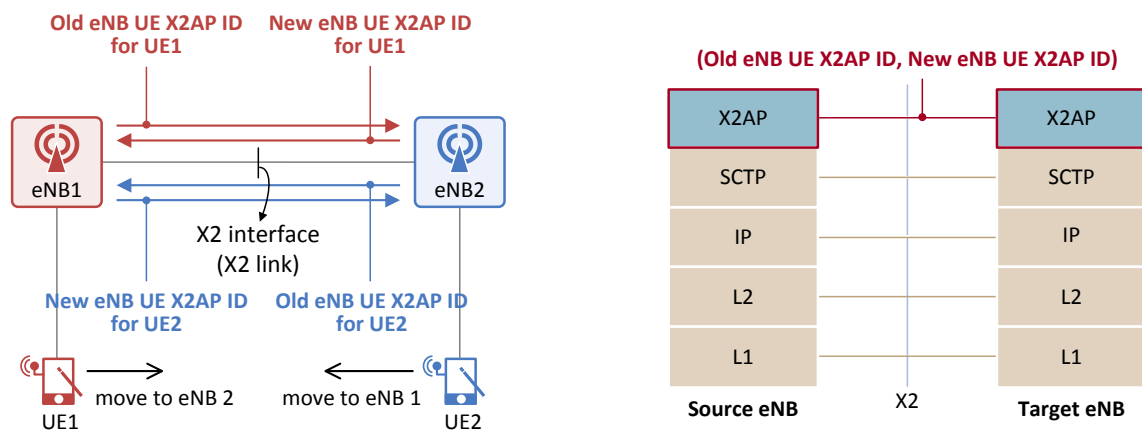 Old eNB UE X2AP ID
for UE1
New eNB UE X2AP ID
for UE1
eNB1
eNB2
X2 interface
(X2 link)
New eNB UE X2AP ID
for UE2
Old eNB UE X2AP ID
for UE2
move to eNB 2
move to eNB 1
UE1
UE2
(Old eNB UE X2AP ID, New eNB UE X2AP ID)
X2AP
X2AP
SCTP
SCTP
IP
IP
L2
L2
L1
L1
Source eNB
X2
Target eNB